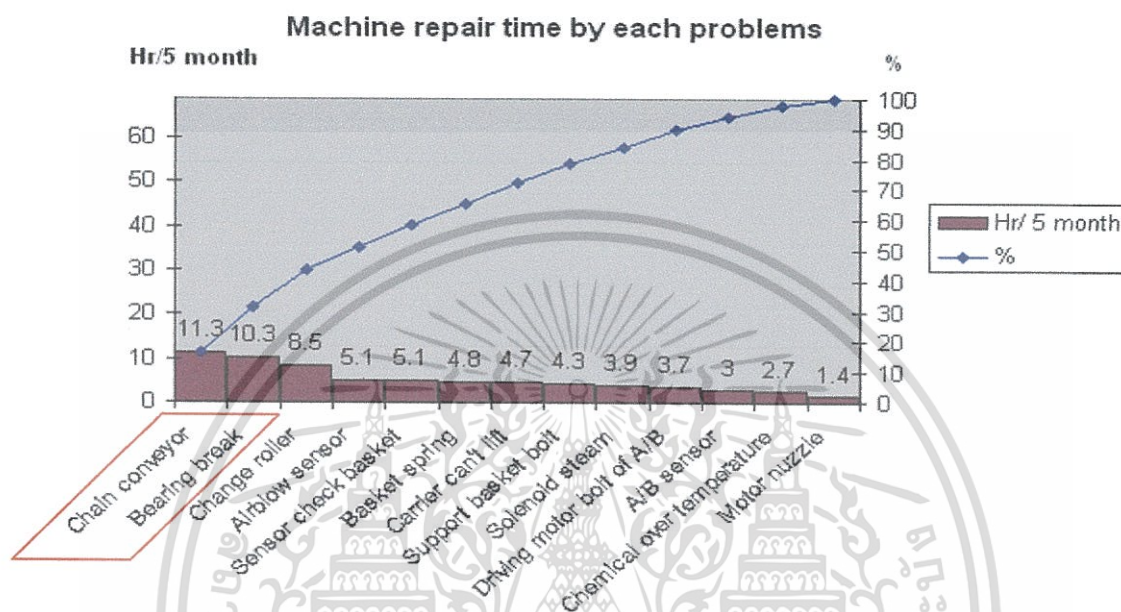 Machine repair time by each problems
Hr/5 month
%
60
50
40
30
20
10
0
100
90
80
70
60
50
40
30
20
10
0
11.3 10.3 8.5 5.1 5.1 4.8 4.7 4.3 3.9 3.7 3 2.7 1.4
Chain conveyor
Bearing break
Change roller
Airblow sensor
Sensor check basket
Basket spring
Carrier can't lift
Support basket bolt
Solenoid steam
Driving motor bolt of A/B
A/B sensor
Chemical over temperature
Motor nuzzle
Hr/ 5 month
%